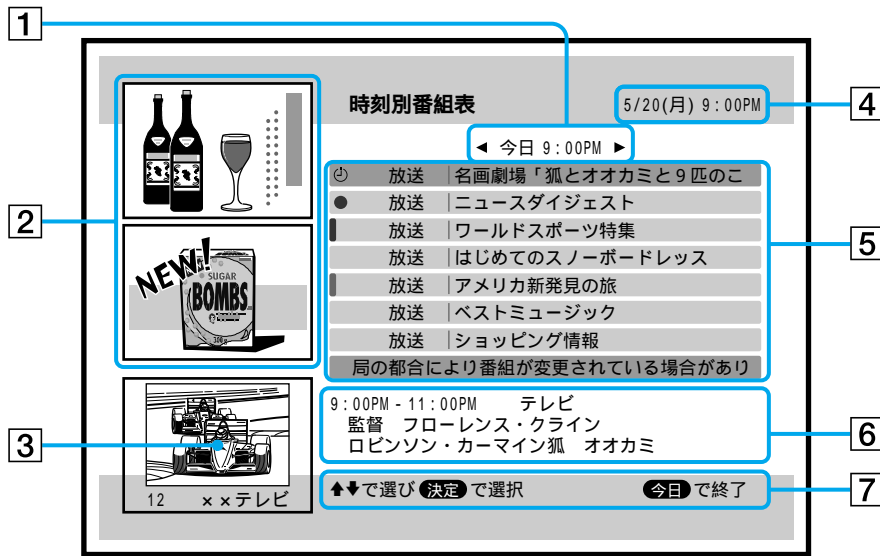 1
時刻別番組表
5/20(月) 9:00PM
4
◀ 今日 9:00PM ▶
放送 名画劇場「狐とオオカミと9匹のこ
放送 ニュースダイジェスト
放送 ワールドスポーツ特集
放送 はじめてのスノーボードレッス
放送 アメリカ新発見の旅
放送 ベストミュージック
放送 ショッピング情報
局の都合により番組が変更されている場合があり
5
2
NEW!
SUGAR
BOMBS
300g
9:00PM - 11:00PM テレビ
監督 フローレンス・クライン
ロビンソン・カーマイン狐 オオカミ
6
3
12 ××テレビ
⬆⬇で選び 決定 で選択 今日 で終了
7